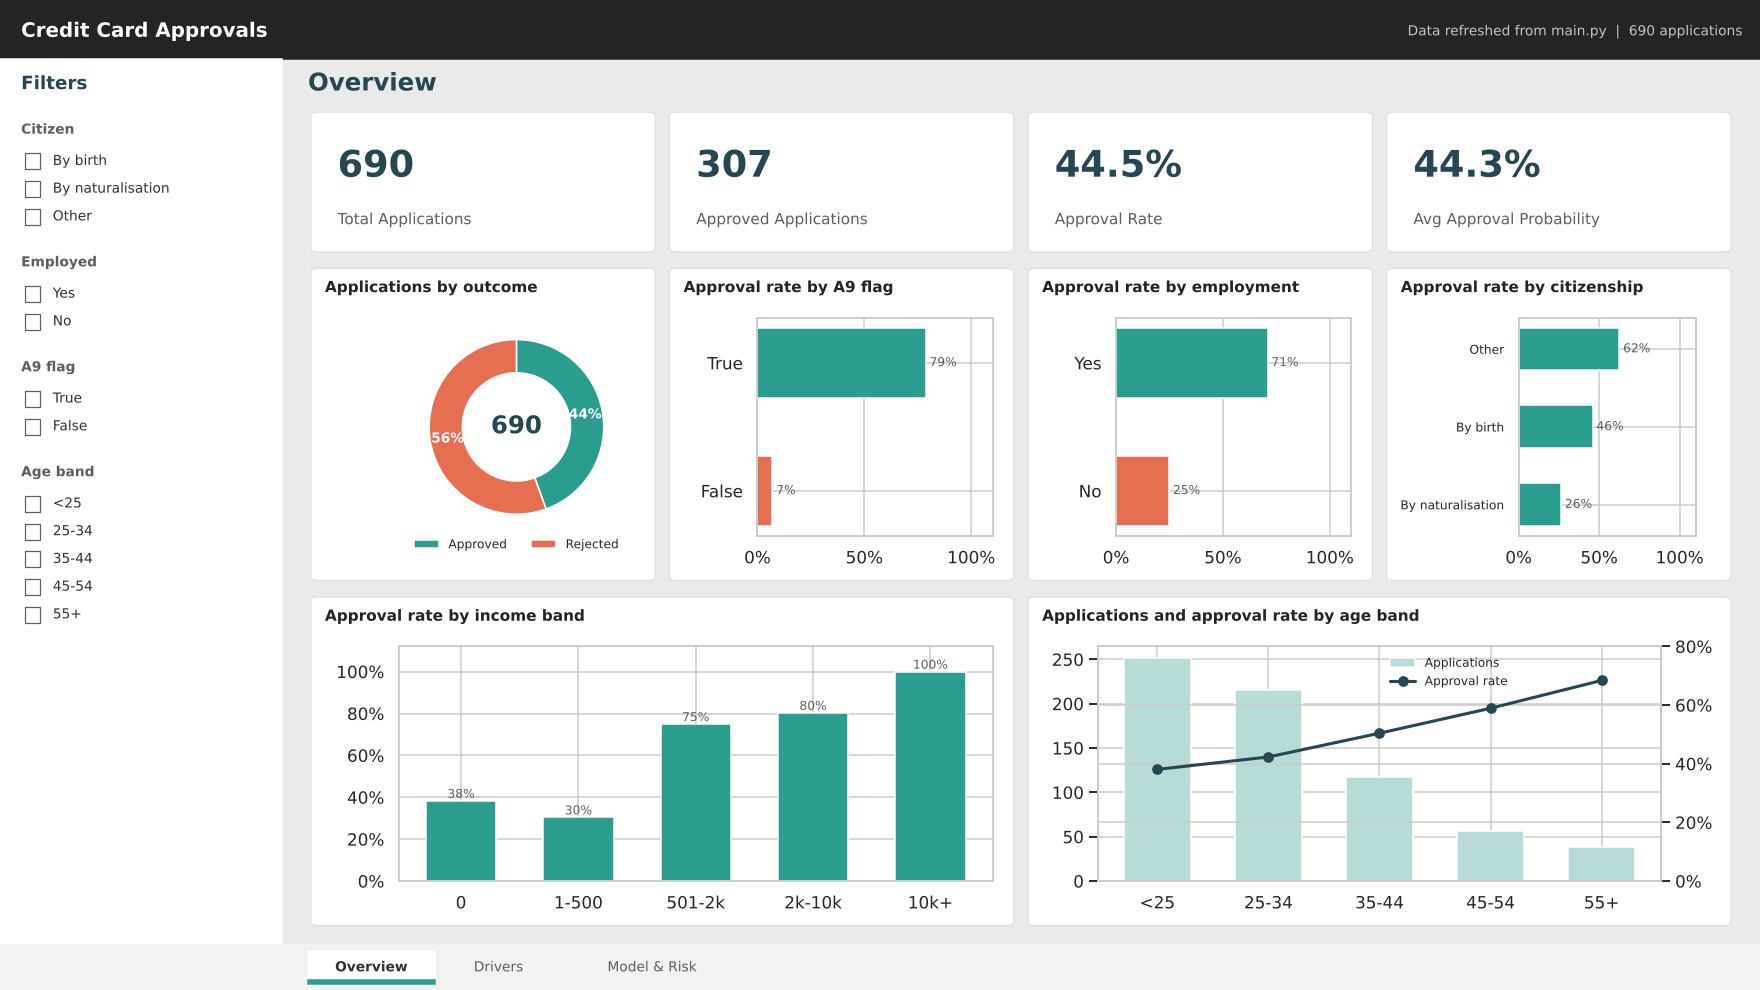 Credit Card Approvals
Data refreshed from main.py | 690 applications
Filters
Citizen
By birth
By naturalisation
Other
Employed
Yes
No
A9 flag
True
False
Age band
<25
25-34
35-44
45-54
55+
Overview
690
Total Applications
307
Approved Applications
44.5%
Approval Rate
44.3%
Avg Approval Probability
Applications by outcome
44%
690
56%
Approved
Rejected
Approval rate by A9 flag
True
79%
False
7%
0% 50% 100%
Approval rate by employment
Yes
71%
No
25%
0% 50% 100%
Approval rate by citizenship
Other
62%
By birth
46%
By naturalisation
26%
0% 50% 100%
Approval rate by income band
100%
80%
60%
40%
20%
0%
38%
30%
75%
80%
100%
0 1-500 501-2k 2k-10k 10k+
Applications and approval rate by age band
250
200
150
100
50
0
Applications
Approval rate
80%
60%
40%
20%
0%
<25 25-34 35-44 45-54 55+
Overview
Drivers
Model & Risk